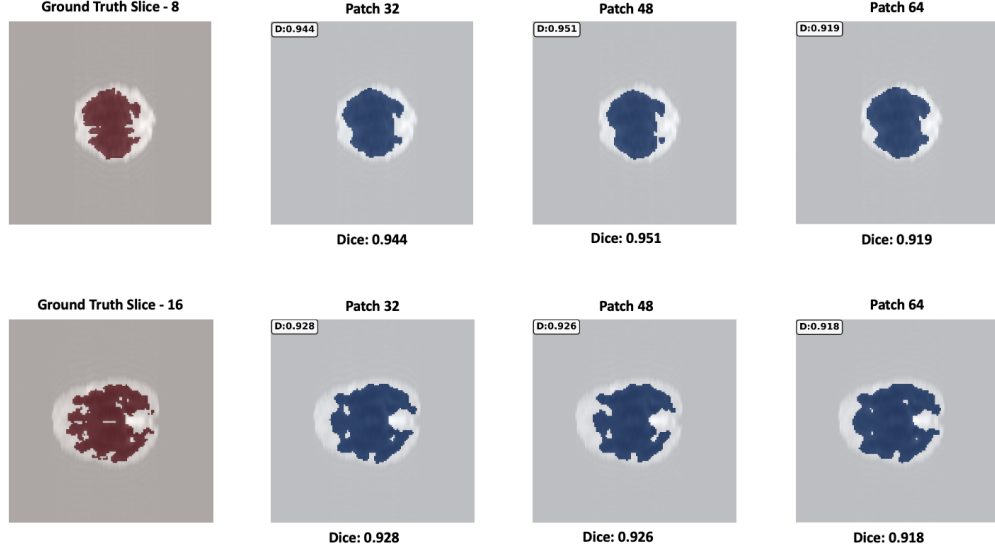 Ground Truth Slice - 8
Patch 32
Patch 48
Patch 64
D:0.944
D:0.951
D:0.919
Dice: 0.944
Dice: 0.951
Dice: 0.919
Ground Truth Slice - 16
Patch 32
Patch 48
Patch 64
D:0.928
D:0.926
D:0.918
Dice: 0.928
Dice: 0.926
Dice: 0.918